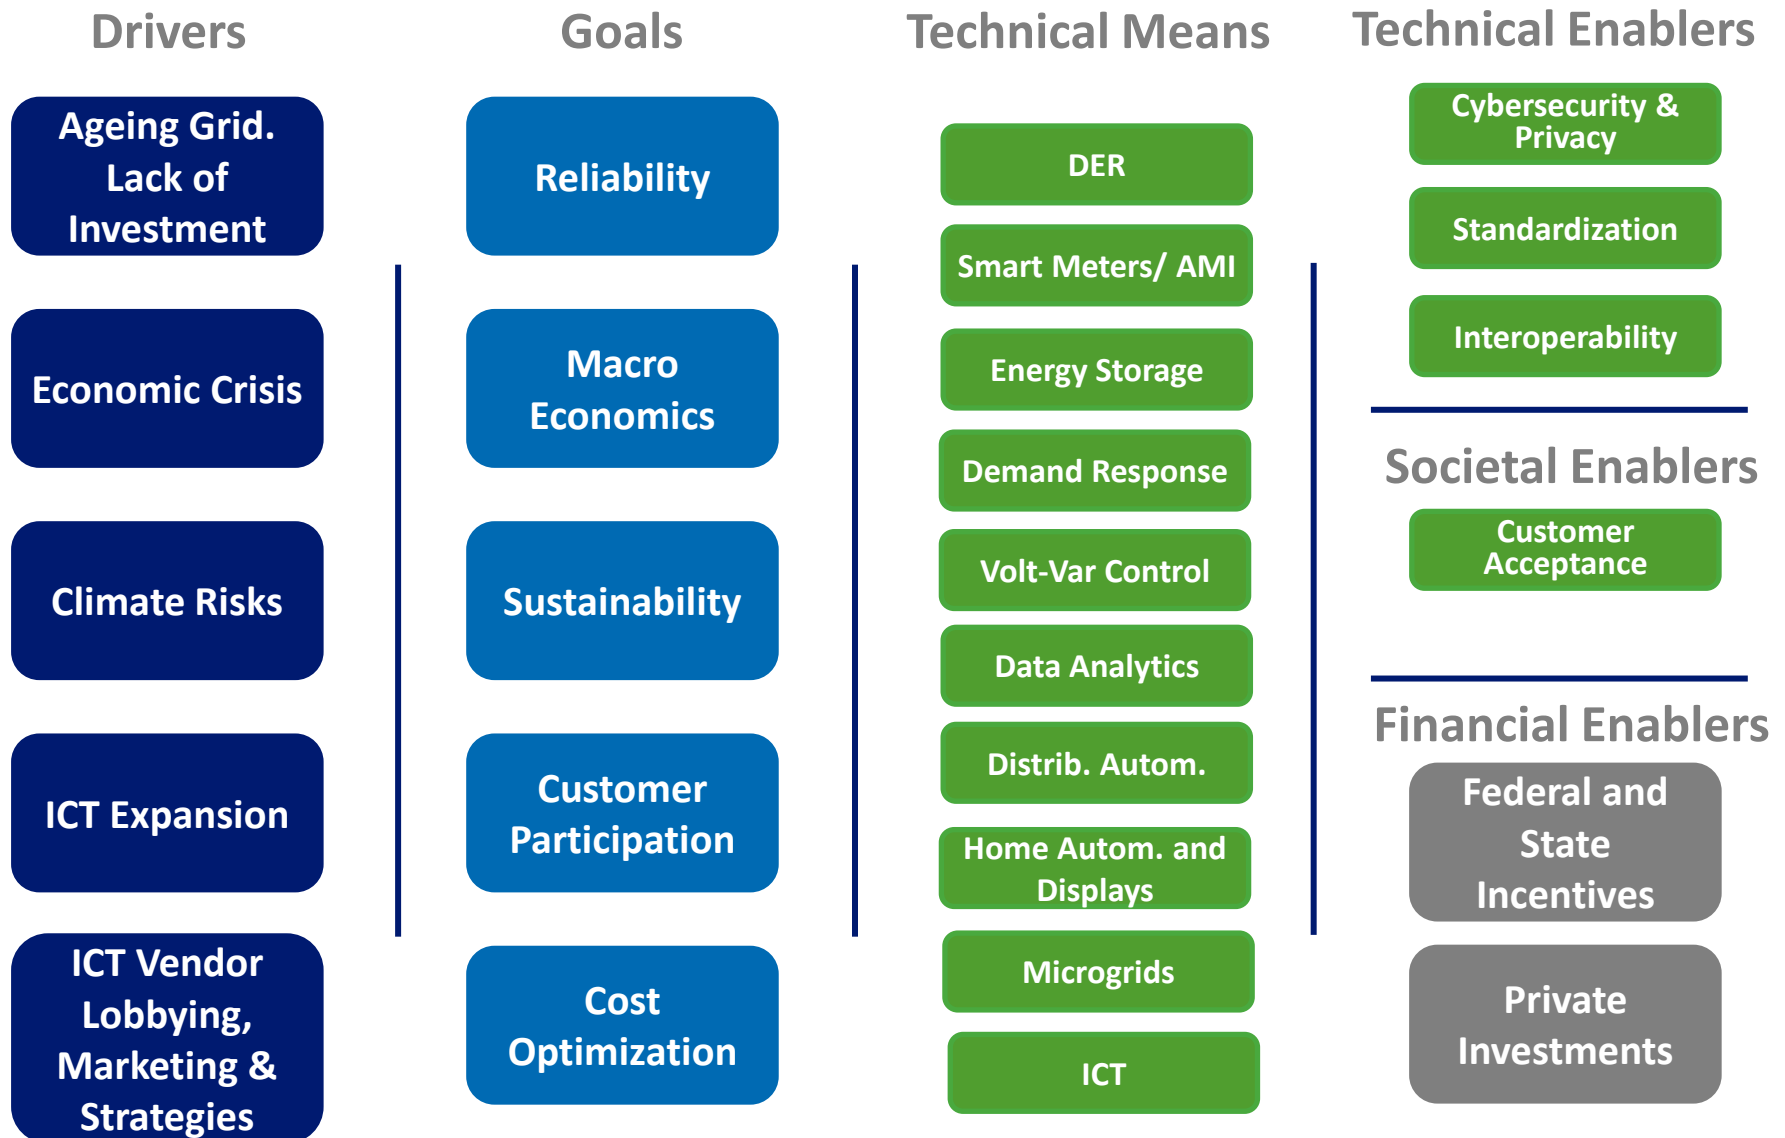 Drivers
Ageing Grid.
Lack of
Investment
Economic Crisis
Climate Risks
ICT Expansion
ICT Vendor
Lobbying,
Marketing &
Strategies
Goals
Reliability
Macro
Economics
Sustainability
Customer
Participation
Cost
Optimization
Technical Means
DER
Smart Meters/ AMI
Energy Storage
Demand Response
Volt-Var Control
Data Analytics
Distrib. Autom.
Home Autom. and
Displays
Microgrids
ICT
Technical Enablers
Cybersecurity &
Privacy
Standardization
Interoperability
Societal Enablers
Customer
Acceptance
Financial Enablers
Federal and
State
Incentives
Private
Investments